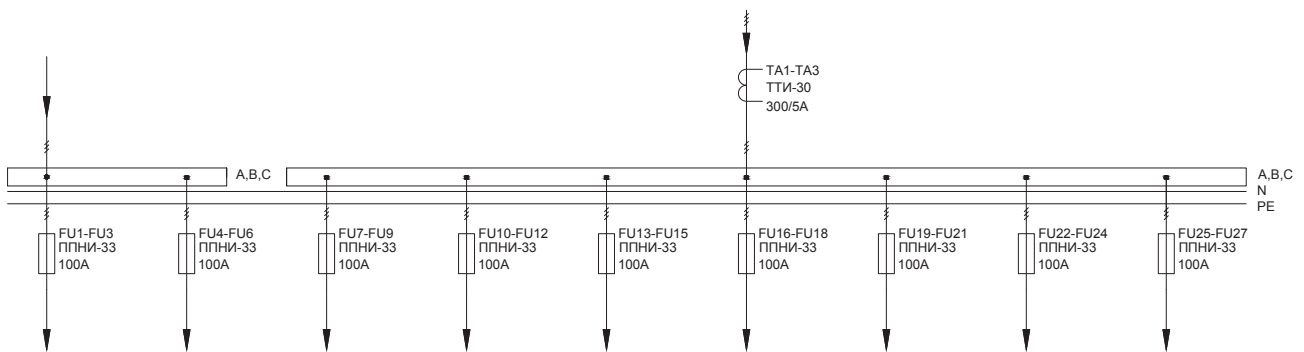 TA1-TA3
ТТИ-30
300/5А
A,B,C
A,B,C
N
PE
FU1-FU3
ППНИ-33
100А
FU4-FU6
ППНИ-33
100А
FU7-FU9
ППНИ-33
100А
FU10-FU12
ППНИ-33
100А
FU13-FU15
ППНИ-33
100А
FU16-FU18
ППНИ-33
100А
FU19-FU21
ППНИ-33
100А
FU22-FU24
ППНИ-33
100А
FU25-FU27
ППНИ-33
100А